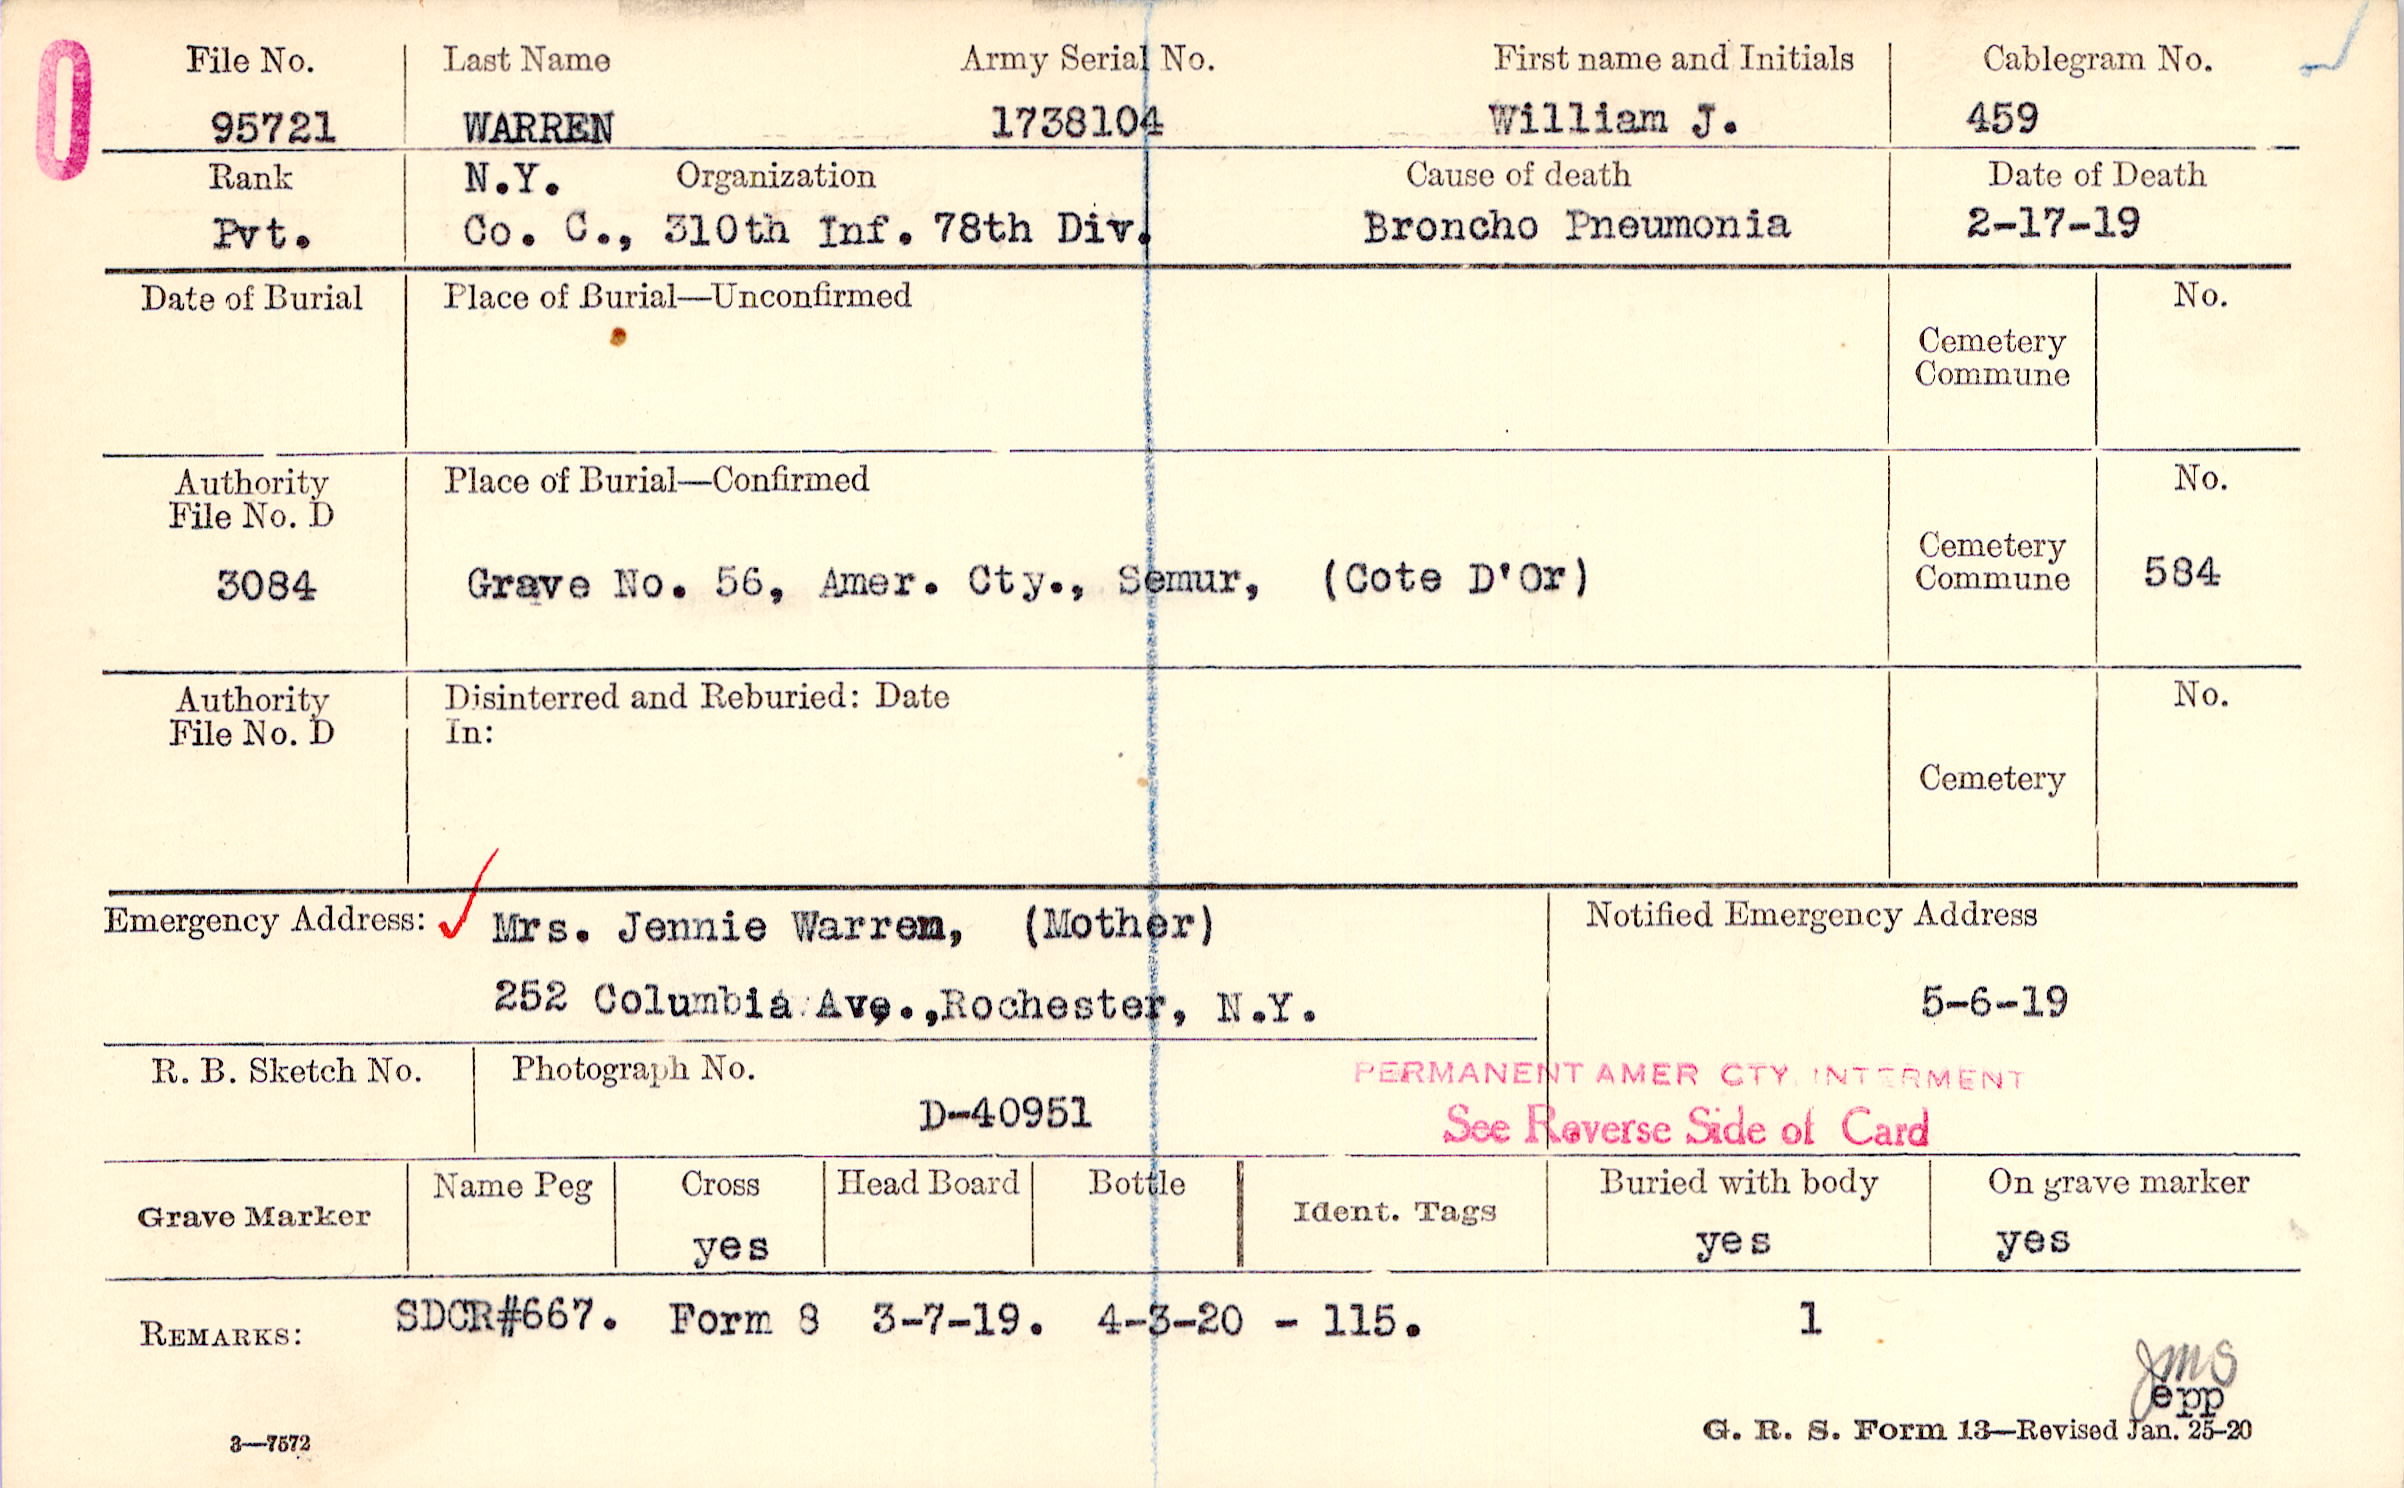 0
File No. Last Name Army Serial No. First name and Initials Cablegram No.
95721 WARREN 1738104 William J. 459
Rank N.Y. Organization Cause of death Date of Death
Pvt. Co. C., 310th Inf. 78th Div. Broncho Pneumonia 2-17-19
Date of Burial Place of Burial—Unconfirmed No.
Cemetery
Commune
Authority Place of Burial—Confirmed No.
File No. D
Cemetery
3084 Grave No. 56, Amer. Cty., Semur, (Cote D'Or) Commune 584
Authority Disinterred and Reburied: Date No.
File No. D In:
Cemetery
Emergency Address: Mrs. Jennie Warren, (Mother) Notified Emergency Address
252 Columbia Ave.,Rochester, N.Y. 5-6-19
R. B. Sketch No. Photograph No. PERMANENT AMER CTY. INTERMENT
D-40951 See Reverse Side of Card
Grave Marker Name Peg Cross Head Board Bottle Ident. Tags Buried with body On grave marker
yes yes yes
REMARKS: SDCR#667. Form 8 3-7-19. 4-3-20 - 115. 1
JMS
epp
3—7572 G. R. S. Form 13—Revised Jan. 25-20